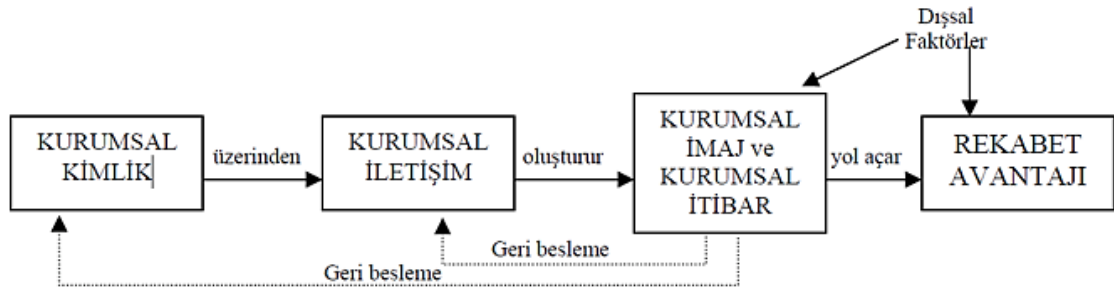 Dışsal
Faktörler
KURUMSAL
KİMLİK
üzerinden
KURUMSAL
İLETİŞİM
oluşturur
KURUMSAL
İMAJ ve
KURUMSAL
İTİBAR
yol açar
REKABET
AVANTAJI
Geri besleme
Geri besleme